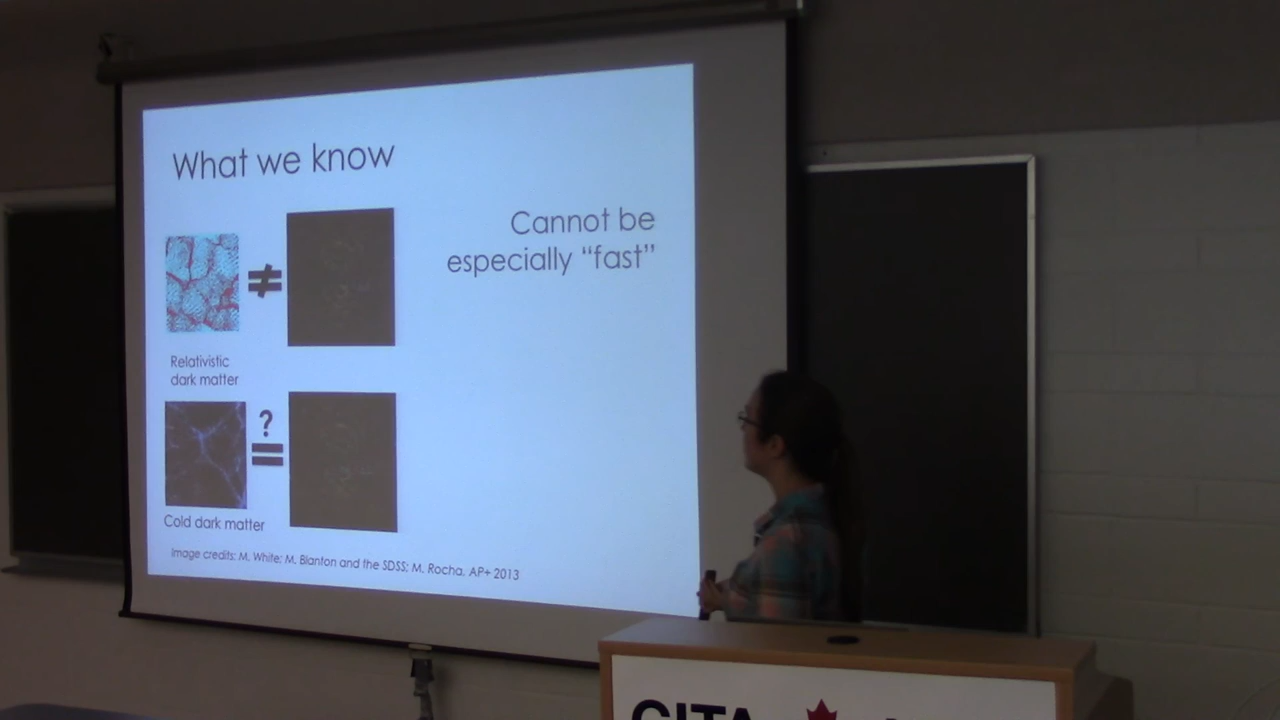 What we know
Cannot be
especially “fast”
≠
Relativistic
dark matter
?
=
Cold dark matter
Image credits: M. White; M. Blanton and the SDSS; M. Rocha, AP+ 2013
CITA